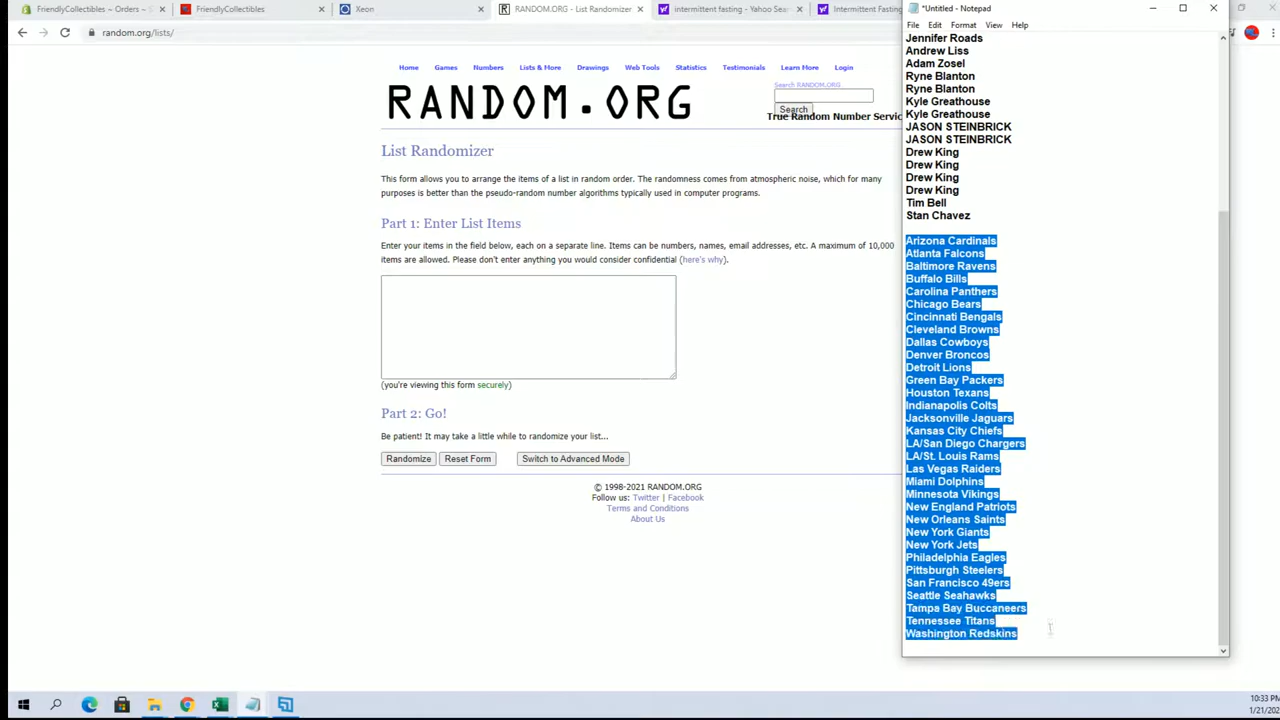 FriendlyCollectibles ~ Orders ~ S
FriendlyCollectibles
Xeon
RANDOM.ORG - List Randomizer
intermittent fasting - Yahoo Sea
Intermittent Fasting
random.org/lists/
Home Games Numbers Lists & More Drawings Web Tools Statistics Testimonials Learn More Login
RANDOM.ORG
Search RANDOM.ORG
Search
True Random Number Servic
List Randomizer
This form allows you to arrange the items of a list in random order. The randomness comes from atmospheric noise, which for many
purposes is better than the pseudo-random number algorithms typically used in computer programs.
Part 1: Enter List Items
Enter your items in the field below, each on a separate line. Items can be numbers, names, email addresses, etc. A maximum of 10,000
items are allowed. Please don't enter anything you would consider confidential (here's why).
(you're viewing this form securely)
Part 2: Go!
Be patient! It may take a little while to randomize your list...
Randomize Reset Form Switch to Advanced Mode
© 1998-2021 RANDOM.ORG
Follow us: Twitter | Facebook
Terms and Conditions
About Us
*Untitled - Notepad
File Edit Format View Help
Jennifer Roads
Andrew Liss
Adam Zosel
Ryne Blanton
Ryne Blanton
Kyle Greathouse
Kyle Greathouse
JASON STEINBRICK
JASON STEINBRICK
Drew King
Drew King
Drew King
Drew King
Tim Bell
Stan Chavez
Arizona Cardinals
Atlanta Falcons
Baltimore Ravens
Buffalo Bills
Carolina Panthers
Chicago Bears
Cincinnati Bengals
Cleveland Browns
Dallas Cowboys
Denver Broncos
Detroit Lions
Green Bay Packers
Houston Texans
Indianapolis Colts
Jacksonville Jaguars
Kansas City Chiefs
LA/San Diego Chargers
LA/St. Louis Rams
Las Vegas Raiders
Miami Dolphins
Minnesota Vikings
New England Patriots
New Orleans Saints
New York Giants
New York Jets
Philadelphia Eagles
Pittsburgh Steelers
San Francisco 49ers
Seattle Seahawks
Tampa Bay Buccaneers
Tennessee Titans
Washington Redskins
10:33 PM
1/21/202